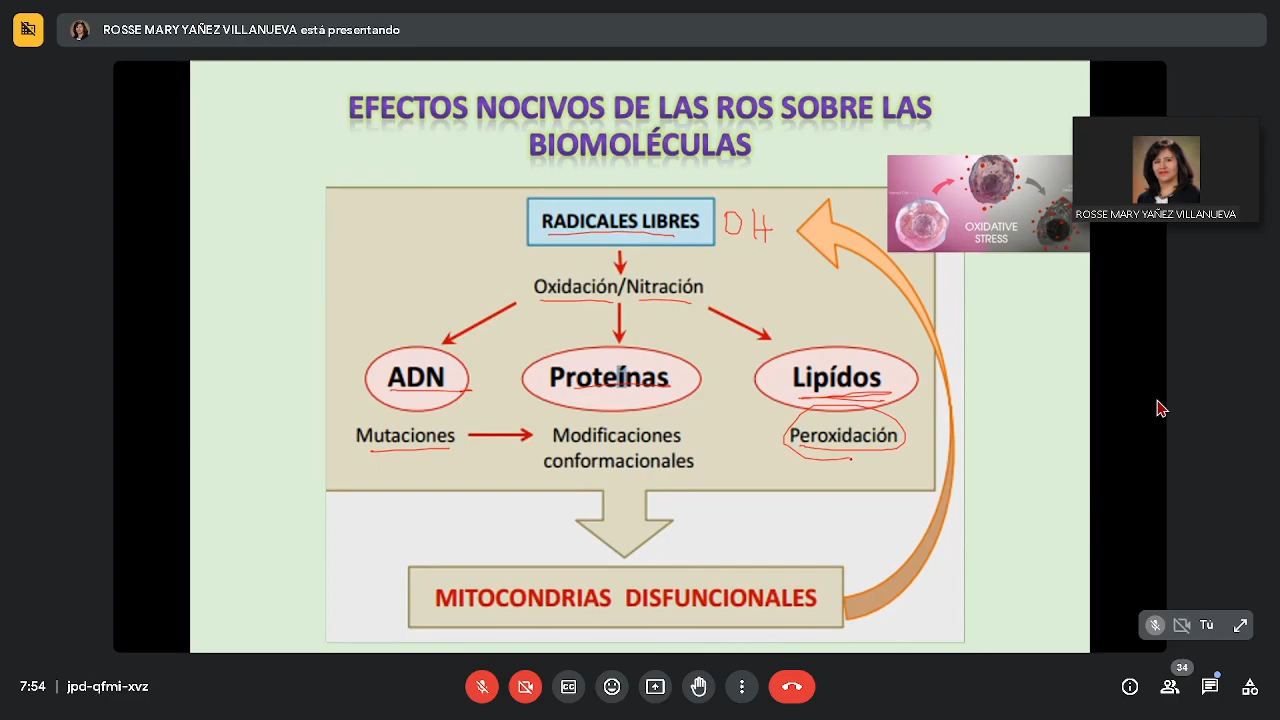 ROSSE MARY YAÑEZ VILLANUEVA está presentando
EFECTOS NOCIVOS DE LAS ROS SOBRE LAS
BIOMOLÉCULAS
RADICALES LIBRES
OH
Oxidación/Nitración
ADN
Proteínas
Lipídos
Mutaciones
Modificaciones
conformacionales
Peroxidación
MITOCONDRIAS DISFUNCIONALES
OXIDATIVE
STRESS
ROSSE MARY YAÑEZ VILLANUEVA
Tú
7:54 | jpd-qfmi-xvz
34